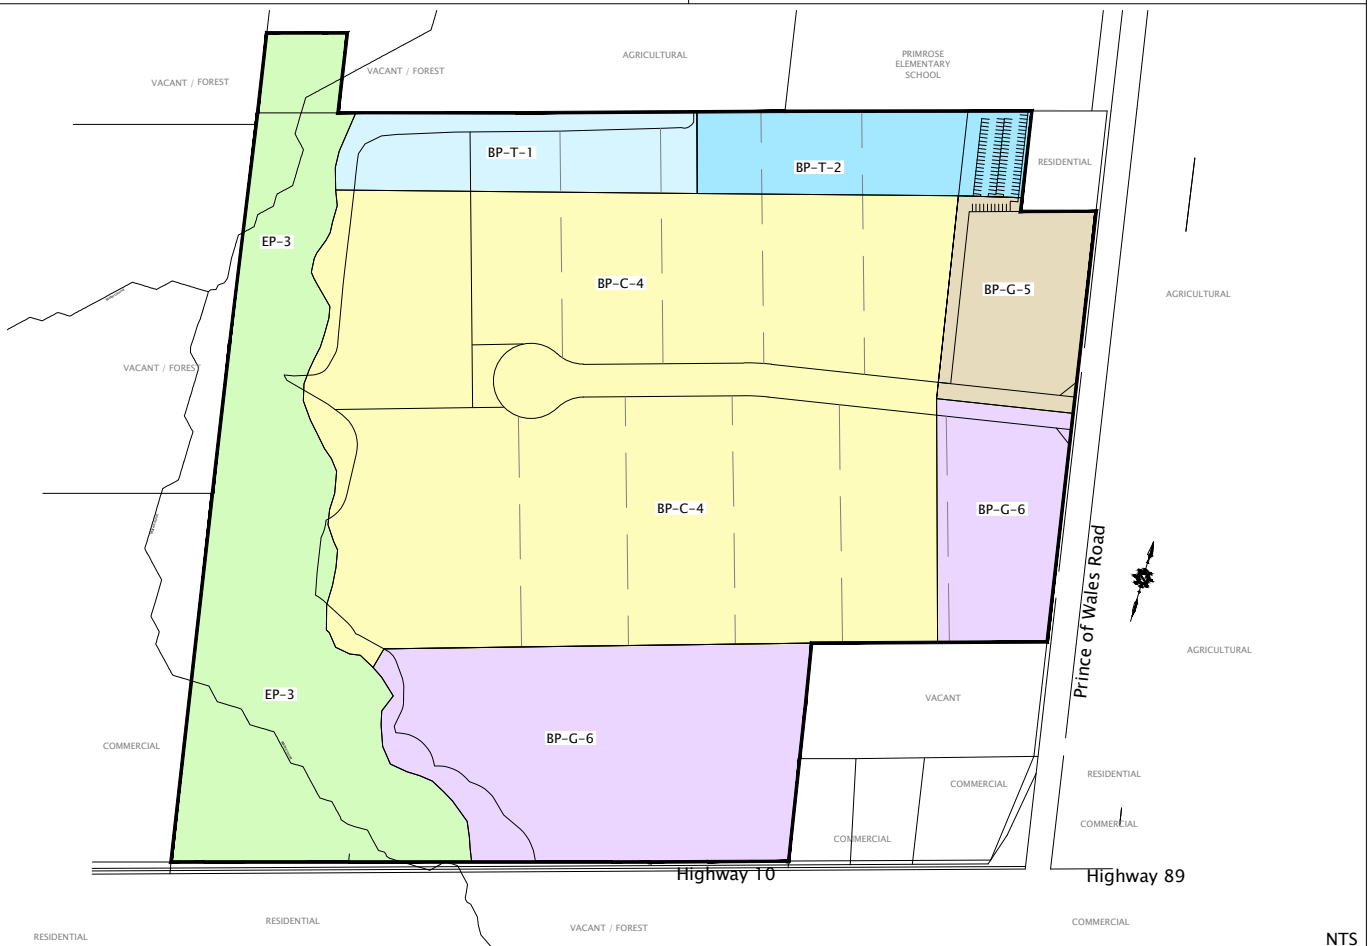 AGRICULTURAL
PRIMROSE
ELEMENTARY
SCHOOL
VACANT / FOREST
VACANT / FOREST
BP-T-1
BP-T-2
RESIDENTIAL
EP-3
BP-C-4
BP-G-5
AGRICULTURAL
VACANT / FOREST
BP-C-4
BP-G-6
Prince of Wales Road
AGRICULTURAL
EP-3
VACANT
BP-G-6
COMMERCIAL
RESIDENTIAL
COMMERCIAL
COMMERCIAL
COMMERCIAL
Highway 10
Highway 89
RESIDENTIAL
VACANT / FOREST
COMMERCIAL
RESIDENTIAL
NTS